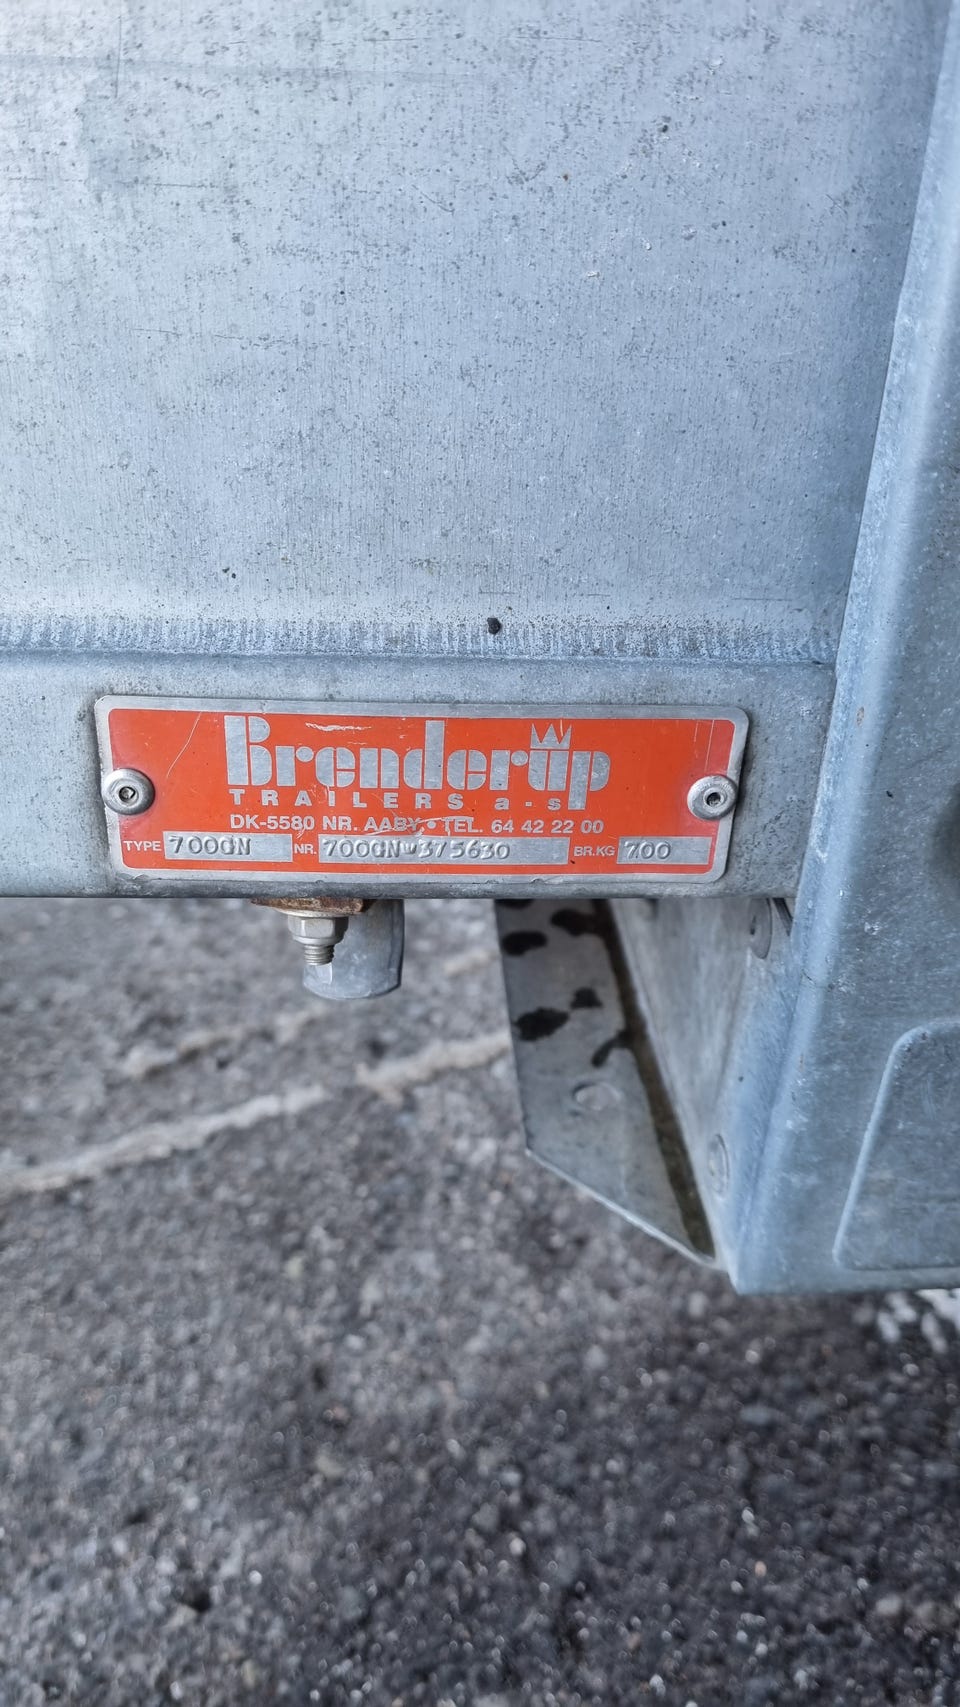 Brenderup
TRAILERS a-s
DK-5580 NR. AABY • TEL. 64 42 22 00
TYPE 700GN NR. 700GN-375630 BR.KG 700